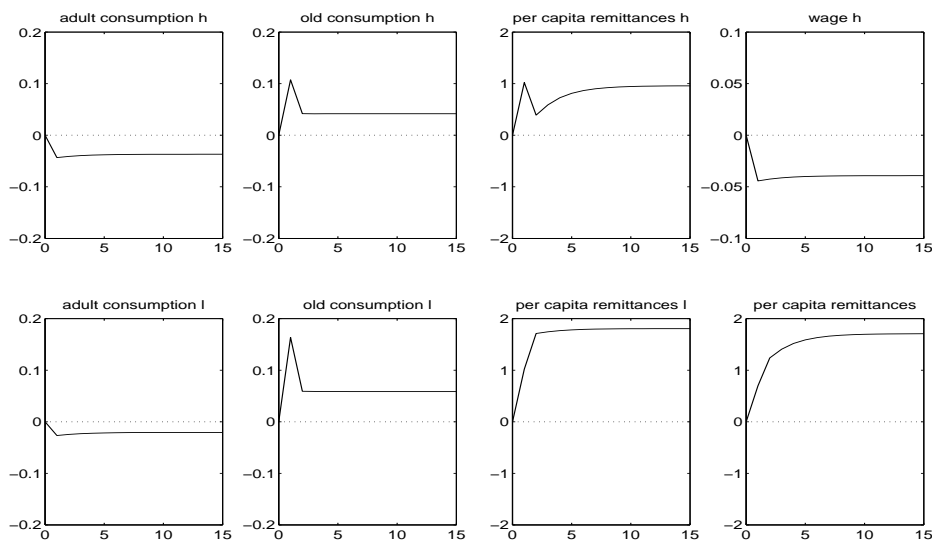 adult consumption h
0.2
0.1
0
−0.1
−0.2
0 5 10 15
old consumption h
0.2
0.1
0
−0.1
−0.2
0 5 10 15
per capita remittances h
2
1
0
−1
−2
0 5 10 15
wage h
0.1
0.05
0
−0.05
−0.1
0 5 10 15
adult consumption l
0.2
0.1
0
−0.1
−0.2
0 5 10 15
old consumption l
0.2
0.1
0
−0.1
−0.2
0 5 10 15
per capita remittances l
2
1
0
−1
−2
0 5 10 15
per capita remittances
2
1
0
−1
−2
0 5 10 15